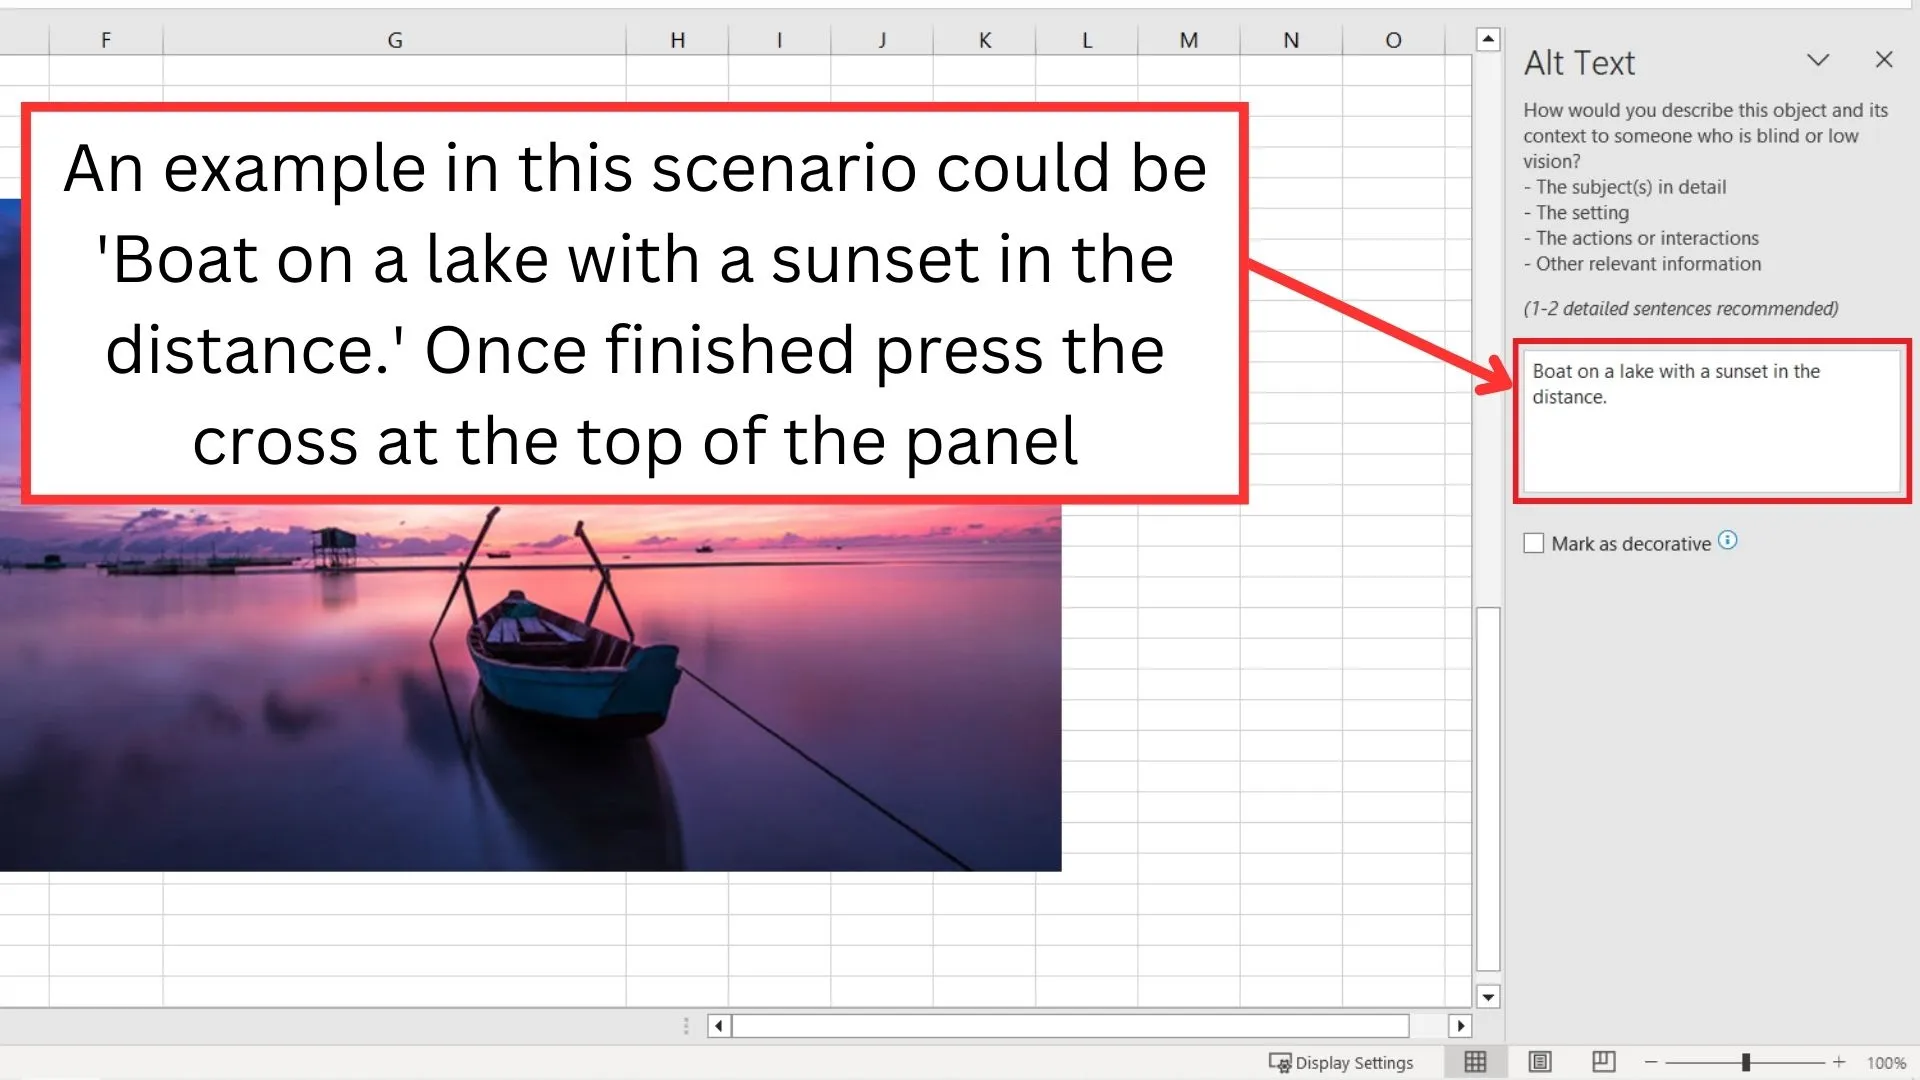 F G H I J K L M N O
An example in this scenario could be
'Boat on a lake with a sunset in the
distance.' Once finished press the
cross at the top of the panel
Alt Text
How would you describe this object and its
context to someone who is blind or low
vision?
- The subject(s) in detail
- The setting
- The actions or interactions
- Other relevant information
(1-2 detailed sentences recommended)
Boat on a lake with a sunset in the
distance.
Mark as decorative
Display Settings
100%